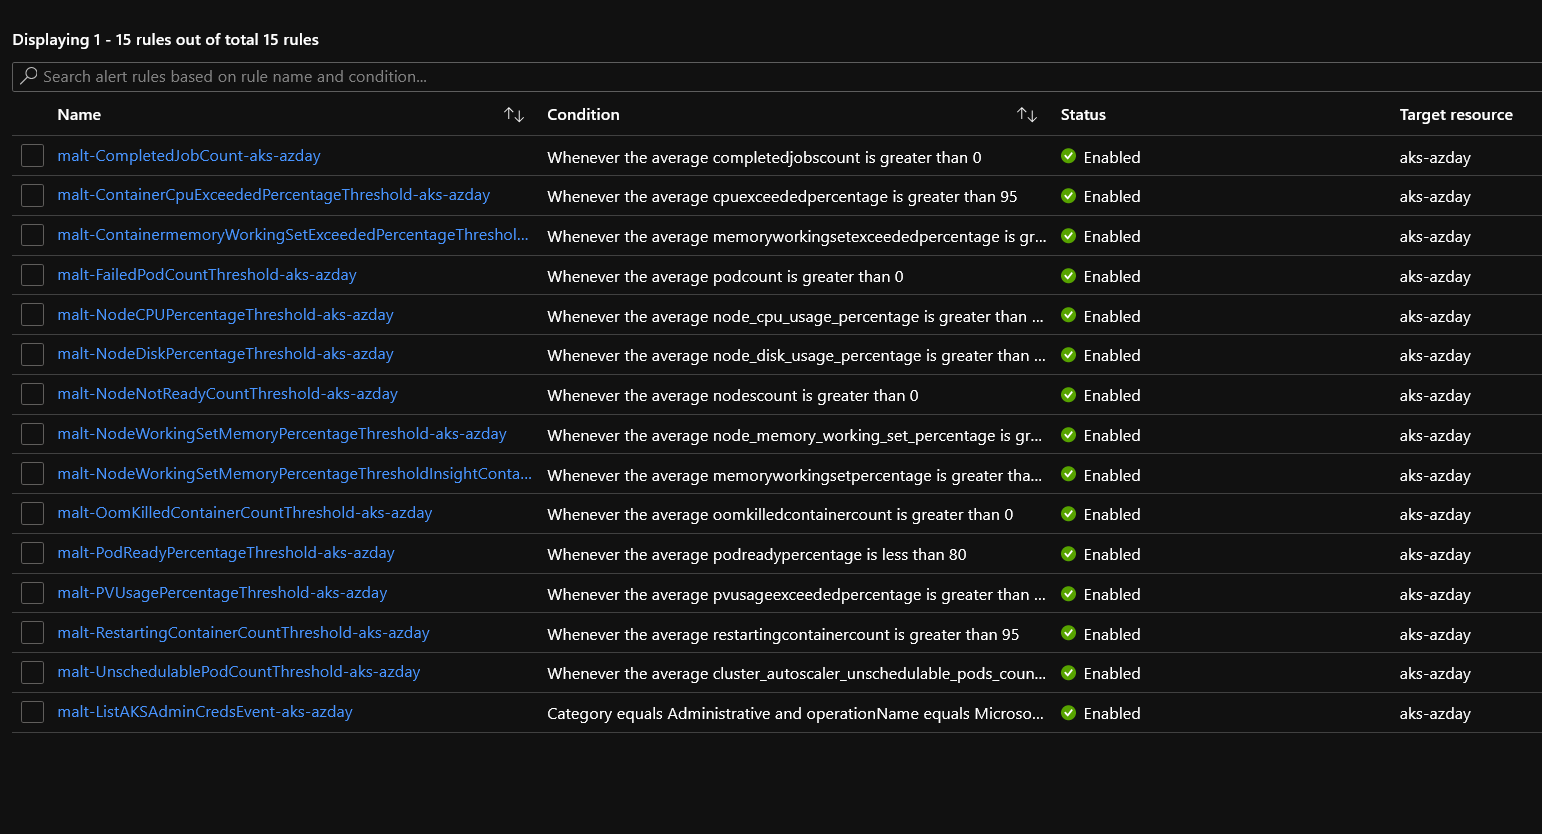 Displaying 1 - 15 rules out of total 15 rules
Search alert rules based on rule name and condition...
Name Condition Status Target resource
malt-CompletedJobCount-aks-azday Whenever the average completedjobscount is greater than 0 Enabled aks-azday
malt-ContainerCpuExceededPercentageThreshold-aks-azday Whenever the average cpuexceededpercentage is greater than 95 Enabled aks-azday
malt-ContainermemoryWorkingSetExceededPercentageThreshol... Whenever the average memoryworkingsetexceededpercentage is gr... Enabled aks-azday
malt-FailedPodCountThreshold-aks-azday Whenever the average podcount is greater than 0 Enabled aks-azday
malt-NodeCPUPercentageThreshold-aks-azday Whenever the average node_cpu_usage_percentage is greater than ... Enabled aks-azday
malt-NodeDiskPercentageThreshold-aks-azday Whenever the average node_disk_usage_percentage is greater than ... Enabled aks-azday
malt-NodeNotReadyCountThreshold-aks-azday Whenever the average nodescount is greater than 0 Enabled aks-azday
malt-NodeWorkingSetMemoryPercentageThreshold-aks-azday Whenever the average node_memory_working_set_percentage is gr... Enabled aks-azday
malt-NodeWorkingSetMemoryPercentageThresholdInsightConta... Whenever the average memoryworkingsetpercentage is greater tha... Enabled aks-azday
malt-OomKilledContainerCountThreshold-aks-azday Whenever the average oomkilledcontainercount is greater than 0 Enabled aks-azday
malt-PodReadyPercentageThreshold-aks-azday Whenever the average podreadypercentage is less than 80 Enabled aks-azday
malt-PVUsagePercentageThreshold-aks-azday Whenever the average pvusageexceededpercentage is greater than ... Enabled aks-azday
malt-RestartingContainerCountThreshold-aks-azday Whenever the average restartingcontainercount is greater than 95 Enabled aks-azday
malt-UnschedulablePodCountThreshold-aks-azday Whenever the average cluster_autoscaler_unschedulable_pods_coun... Enabled aks-azday
malt-ListAKSAdminCredsEvent-aks-azday Category equals Administrative and operationName equals Microso... Enabled aks-azday